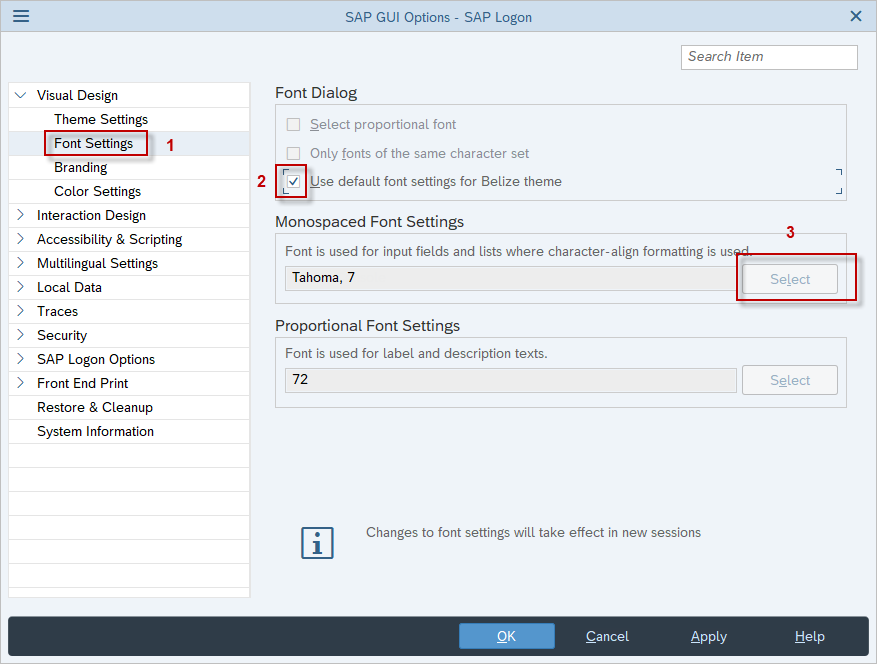 SAP GUI Options - SAP Logon
Search Item
Visual Design
Theme Settings
Font Settings
1
Branding
Color Settings
Interaction Design
Accessibility & Scripting
Multilingual Settings
Local Data
Traces
Security
SAP Logon Options
Front End Print
Restore & Cleanup
System Information
Font Dialog
Select proportional font
Only fonts of the same character set
2
Use default font settings for Belize theme
Monospaced Font Settings
3
Font is used for input fields and lists where character-align formatting is used.
Tahoma, 7
Select
Proportional Font Settings
Font is used for label and description texts.
72
Select
Changes to font settings will take effect in new sessions
OK
Cancel
Apply
Help